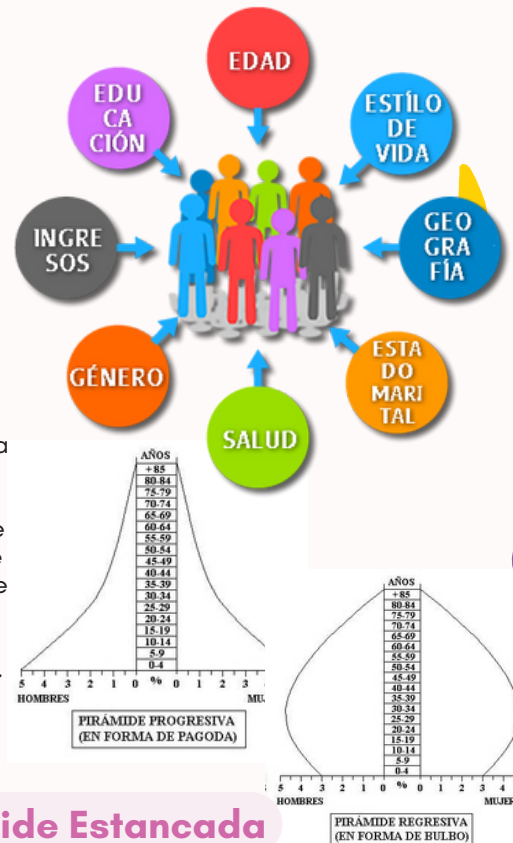 EDAD
EDU
CA
CIÓN
ESTÍLO
DE
VIDA
INGRE
SOS
GEO
GRA
FÍA
GÉNERO
ESTA
DO
MARI
TAL
SALUD
a
e
e
e
.
AÑOS
+ 85
80-84
75-79
70-74
65-69
60-64
55-59
50-54
45-49
40-44
35-39
30-34
25-29
20-24
15-19
10-14
5-9
0-4
5 4 3 2 1 0 % 0 1 2 3
HOMBRES MUJ
PIRÁMIDE PROGRESIVA
(EN FORMA DE PAGODA)
AÑOS
+ 85
80-84
75-79
70-74
65-69
60-64
55-59
50-54
45-49
40-44
35-39
30-34
25-29
20-24
15-19
10-14
5-9
0-4
5 4 3 2 1 0 % 0 1 2 3 4
HOMBRES MUJER
PIRÁMIDE REGRESIVA
(EN FORMA DE BULBO)
ide Estancada